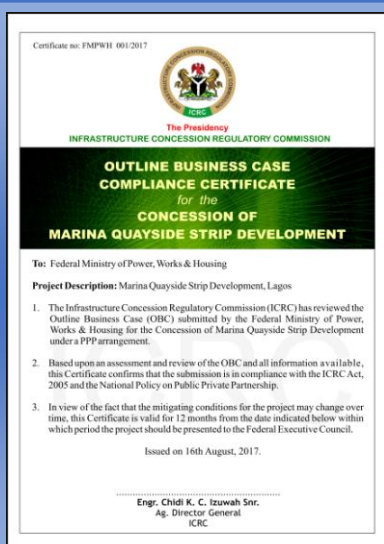 Certificate no: FMPWH 001/2017
INFRASTRUCTURE CONCESSION REGULATORY COMMISSION
ICRC
The Presidency
INFRASTRUCTURE CONCESSION REGULATORY COMMISSION
OUTLINE BUSINESS CASE
COMPLIANCE CERTIFICATE
for the
CONCESSION OF
MARINA QUAYSIDE STRIP DEVELOPMENT
To: Federal Ministry of Power, Works & Housing
Project Description: Marina Quayside Strip Development, Lagos
1. The Infrastructure Concession Regulatory Commission (ICRC) has reviewed the
Outline Business Case (OBC) submitted by the Federal Ministry of Power,
Works & Housing for the Concession of Marina Quayside Strip Development
under a PPP arrangement.
2. Based upon an assessment and review of the OBC and all information available,
this Certificate confirms that the submission is in compliance with the ICRC Act,
2005 and the National Policy on Public Private Partnership.
3. In view of the fact that the mitigating conditions for the project may change over
time, this Certificate is valid for 12 months from the date indicated below within
which period the project should be presented to the Federal Executive Council.
Issued on 16th August, 2017.
Engr. Chidi K. C. Izuwah Snr.
Ag. Director General
ICRC